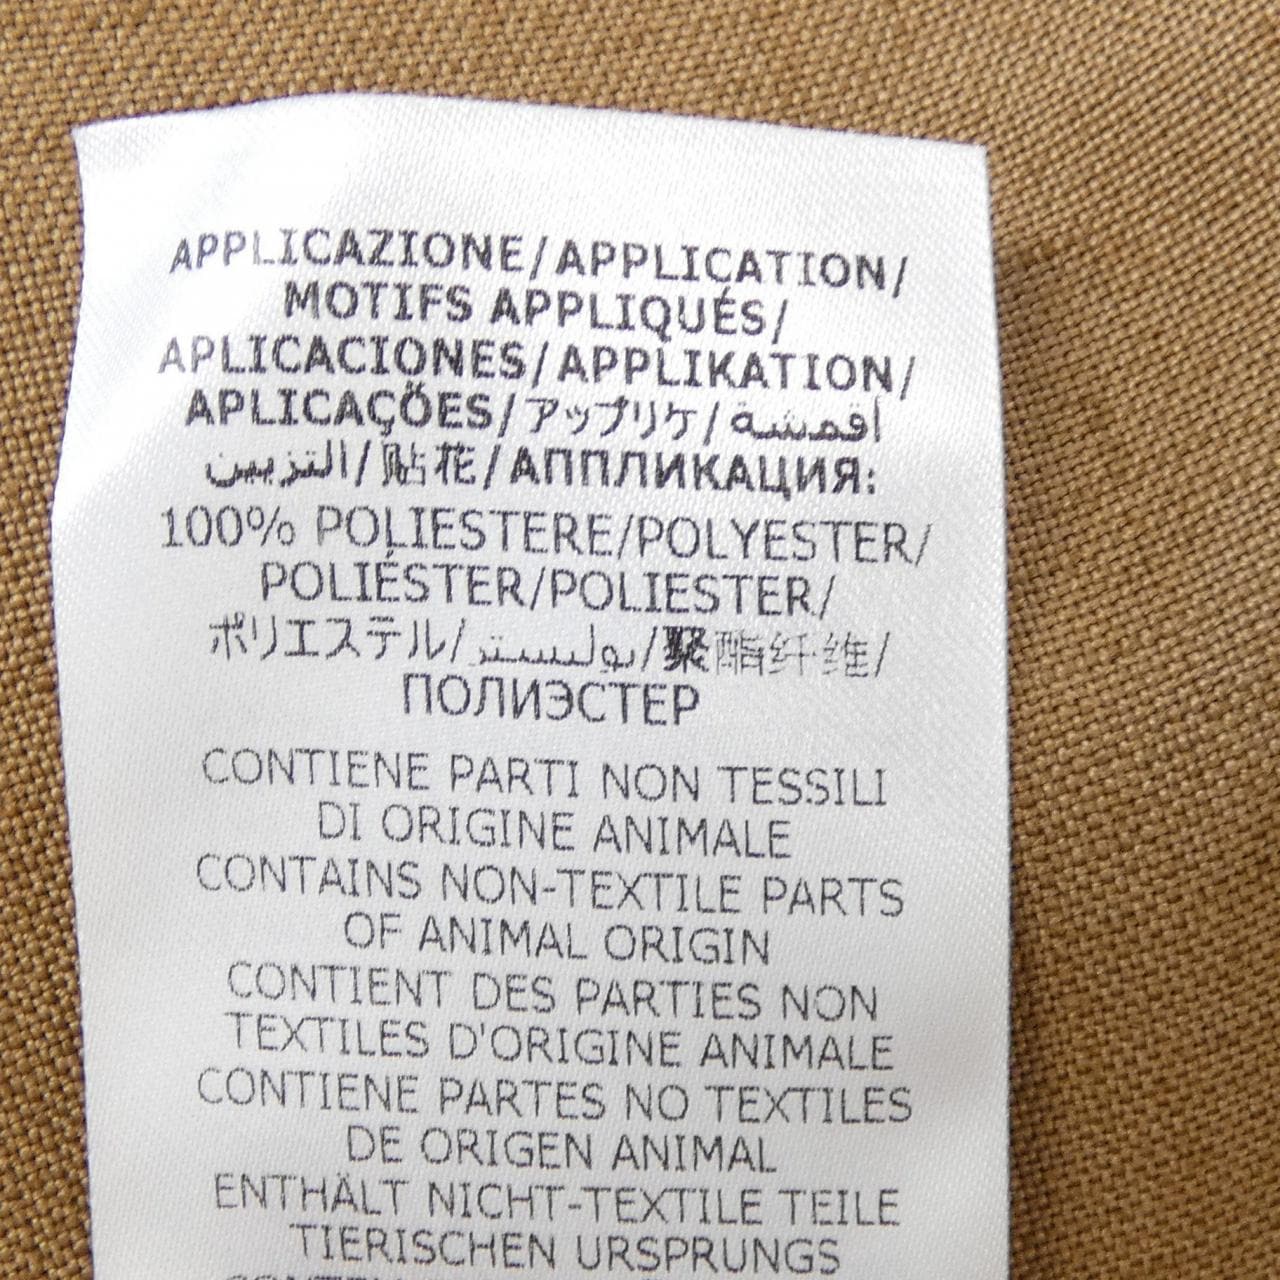 APPLICAZIONE/APPLICATION/
MOTIFS APPLIQUÉS/
APLICACIONES/APPLIKATION/
APLICAÇÕES/アップリケ/أقمشة
التزيين/貼花/АППЛИКАЦИЯ:
100% POLIESTERE/POLYESTER/
POLIÉSTER/POLIESTER/
ポリエステル/بوليستر/聚酯纤维/
ПОЛИЭСТЕР
CONTIENE PARTI NON TESSILI
DI ORIGINE ANIMALE
CONTAINS NON-TEXTILE PARTS
OF ANIMAL ORIGIN
CONTIENT DES PARTIES NON
TEXTILES D'ORIGINE ANIMALE
CONTIENE PARTES NO TEXTILES
DE ORIGEN ANIMAL
ENTHÄLT NICHT-TEXTILE TEILE
TIERISCHEN URSPRUNGS